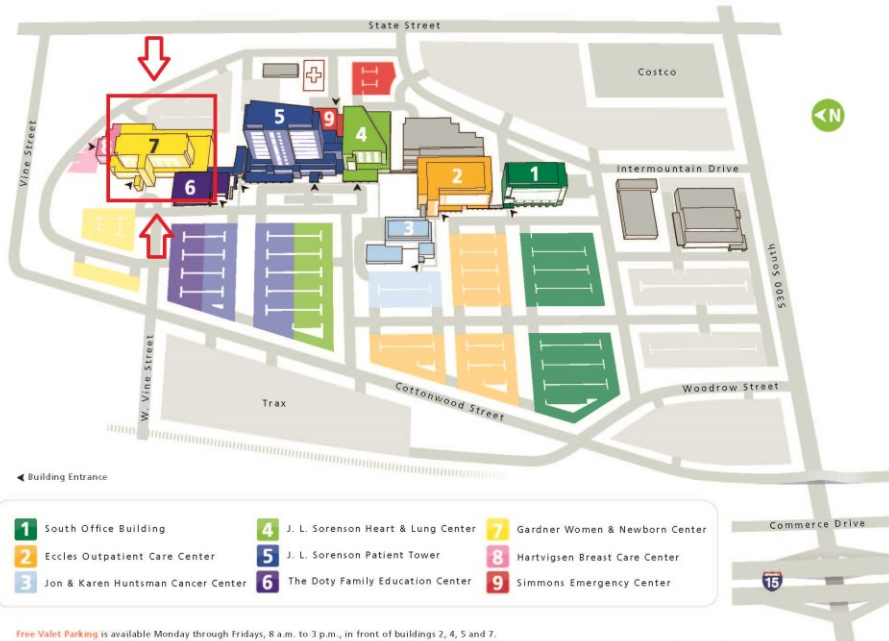 State Street
Costco
N
Vine Street
8
7
6
5
9
4
2
1
3
Intermountain Drive
5300 South
W. Vine Street
Trax
Cottonwood Street
Woodrow Street
Building Entrance
1 South Office Building
2 Eccles Outpatient Care Center
3 Jon & Karen Huntsman Cancer Center
4 J. L. Sorenson Heart & Lung Center
5 J. L. Sorenson Patient Tower
6 The Doty Family Education Center
7 Gardner Women & Newborn Center
8 Hartvigsen Breast Care Center
9 Simmons Emergency Center
Commerce Drive
15
Free Valet Parking is available Monday through Fridays, 8 a.m. to 3 p.m., in front of buildings 2, 4, 5 and 7.